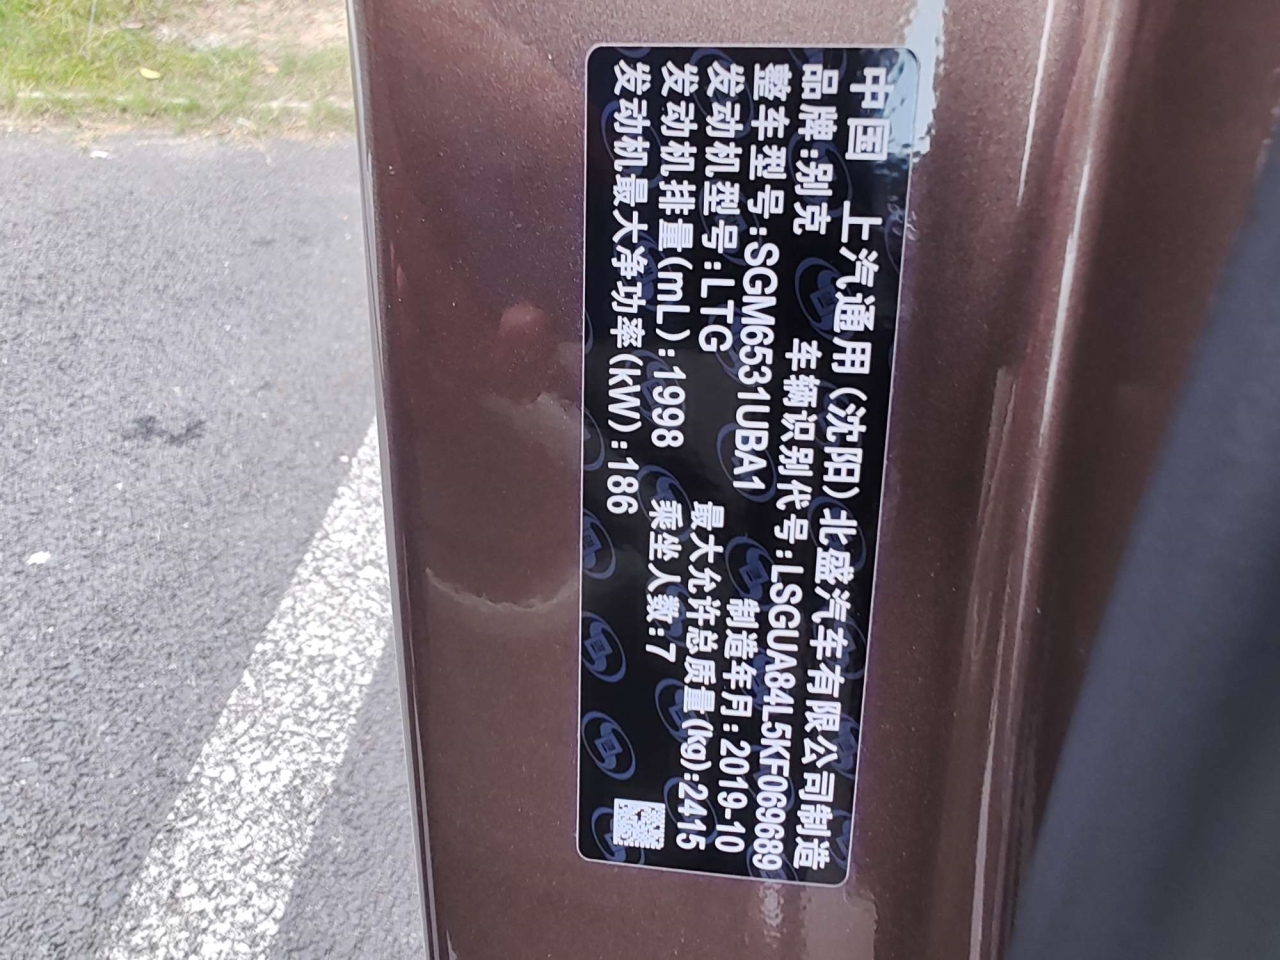 中国 上汽通用(沈阳)北盛汽车有限公司制造
品牌:别克 车辆识别代号:LSGUA84L5KF069689
整车型号:SGM6531UBA1 制造年月:2019-10
发动机型号:LTG 最大允许总质量(kg):2415
发动机排量(mL):1998 乘坐人数:7
发动机最大净功率(kW):186